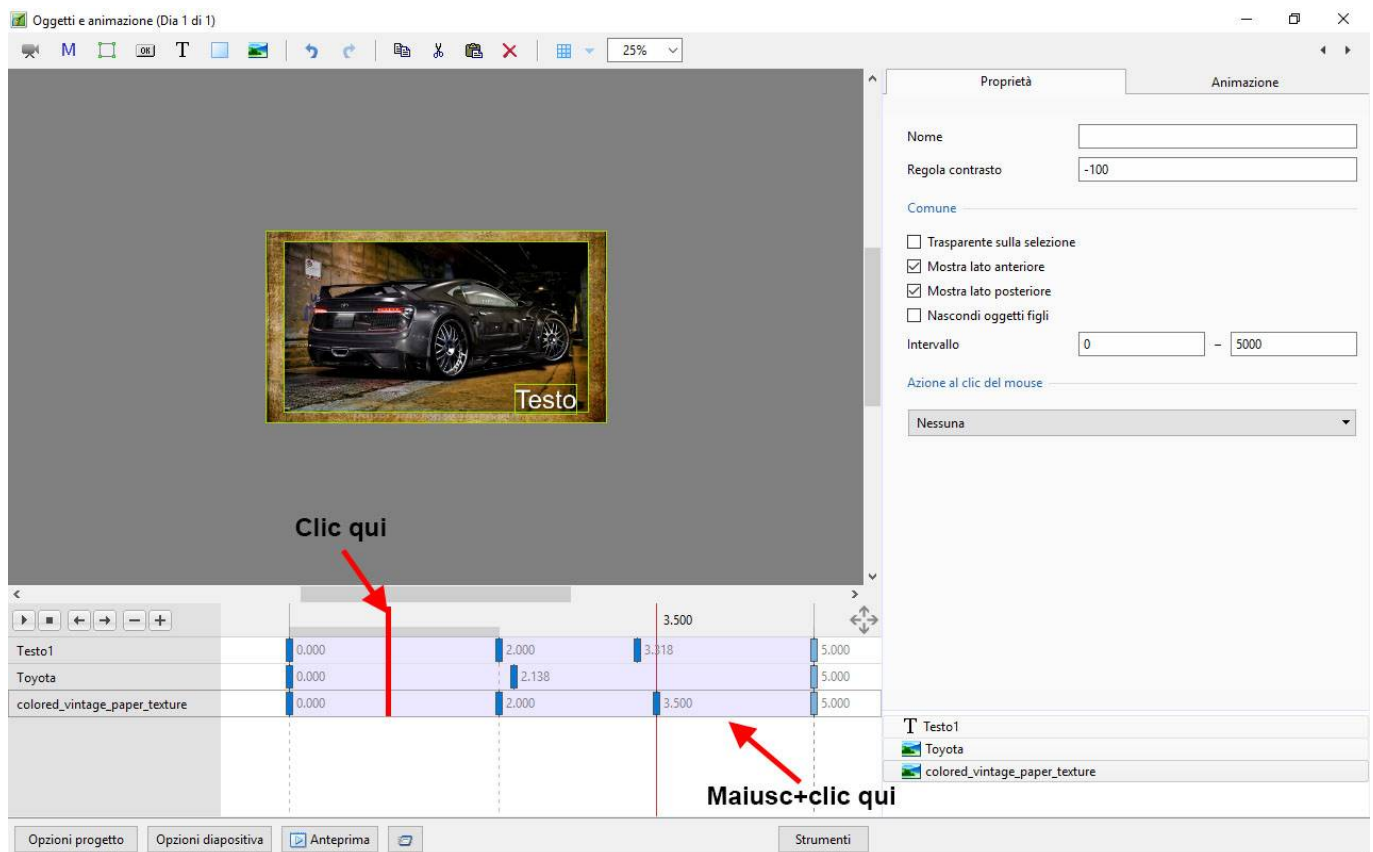 Oggetti e animazione (Dia 1 di 1)
M OK T 25%
Proprietà Animazione
Nome
Regola contrasto -100
Comune
Trasparente sulla selezione
Mostra lato anteriore
Mostra lato posteriore
Nascondi oggetti figli
Intervallo 0 – 5000
Azione al clic del mouse
Nessuna
Testo
Clic qui
3.500
Testo1 0.000 2.000 3.318 5.000
Toyota 0.000 2.138 5.000
colored_vintage_paper_texture 0.000 2.000 3.500 5.000
T Testo1
Toyota
colored_vintage_paper_texture
Maiusc+clic qui
Opzioni progetto Opzioni diapositiva Anteprima Strumenti